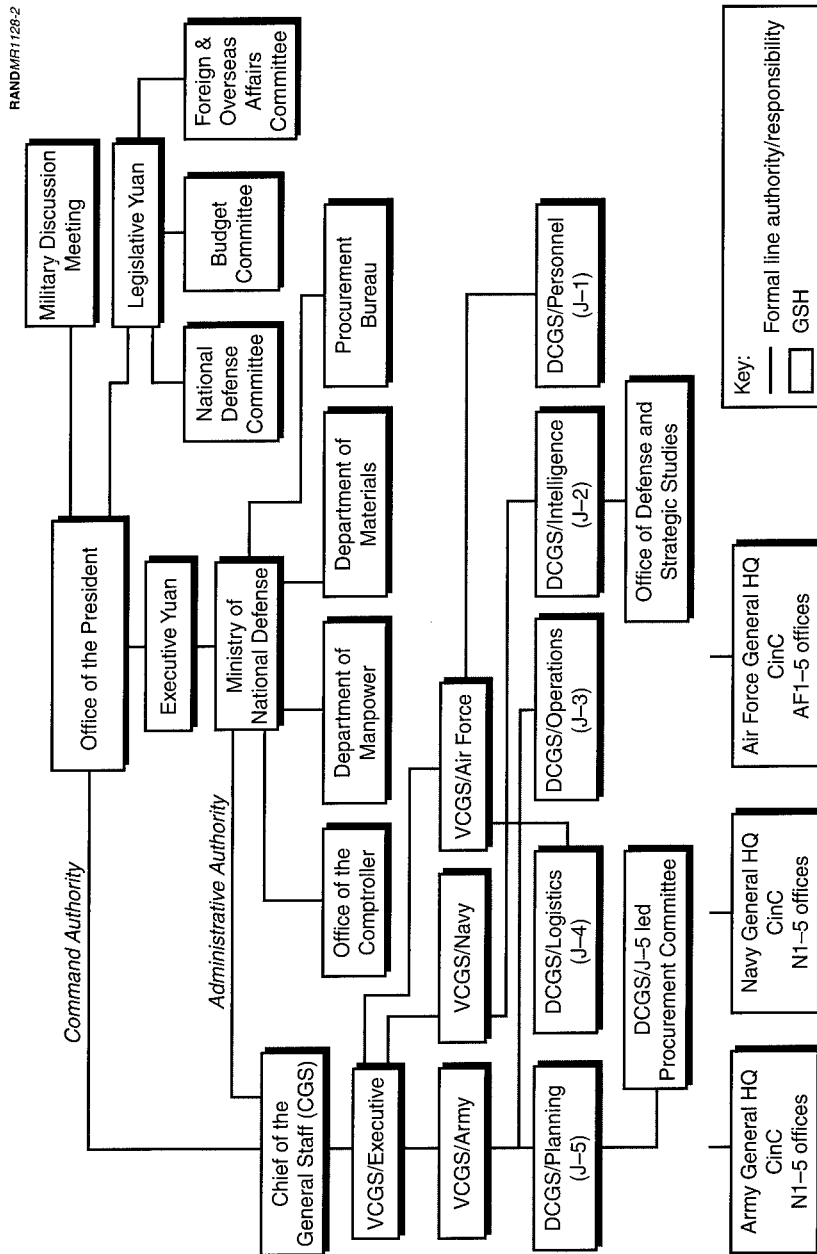 RANDMR1128-2
Military Discussion
Meeting
Office of the President
Legislative Yuan
Foreign &
Overseas
Affairs
Committee
Budget
Committee
National
Defense
Committee
Executive Yuan
Command Authority
Ministry of
National Defense
Administrative Authority
Procurement
Bureau
Department of
Materials
Department of
Manpower
Office of the
Comptroller
Chief of the
General Staff (CGS)
VCGS/Executive
VCGS/Army
VCGS/Navy
VCGS/Air Force
DCGS/Planning
(J–5)
DCGS/Logistics
(J–4)
DCGS/Operations
(J–3)
DCGS/Intelligence
(J–2)
DCGS/Personnel
(J–1)
DCGS/J-5 led
Procurement Committee
Office of Defense and
Strategic Studies
Army General HQ
CinC
N1–5 offices
Navy General HQ
CinC
N1–5 offices
Air Force General HQ
CinC
AF1–5 offices
Key:
Formal line authority/responsibility
GSH